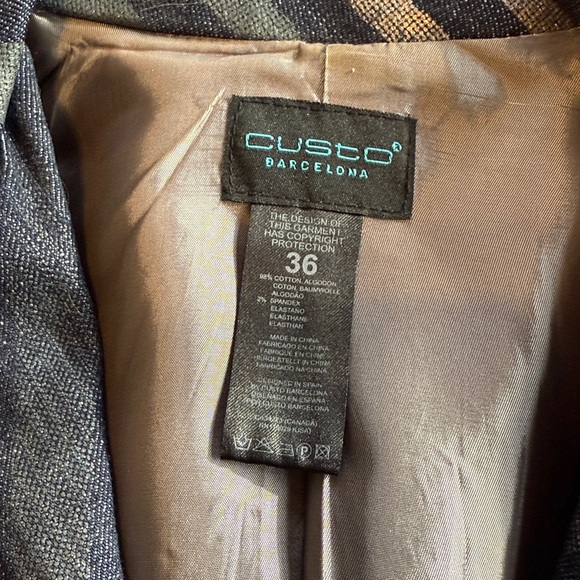 CUSTO®
BARCELONA
THE DESIGN OF
THIS GARMENT
HAS COPYRIGHT
PROTECTION
36
98% COTTON, ALGODON
COTON, BAUMWOLLE
ALGODÃO
2% SPANDEX
ELASTANO
ELASTHANE
ELASTHAN
MADE IN CHINA
FABRICADO EN CHINA
FABRIQUE EN CHINE
HERGESTELLT IN CHINA
FABRICADO NA CHINA
DESIGNED IN SPAIN
BY CUSTO BARCELONA
DISEÑADO EN ESPAÑA
POR CUSTO BARCELONA
(CANADA)
RN (USA)
P